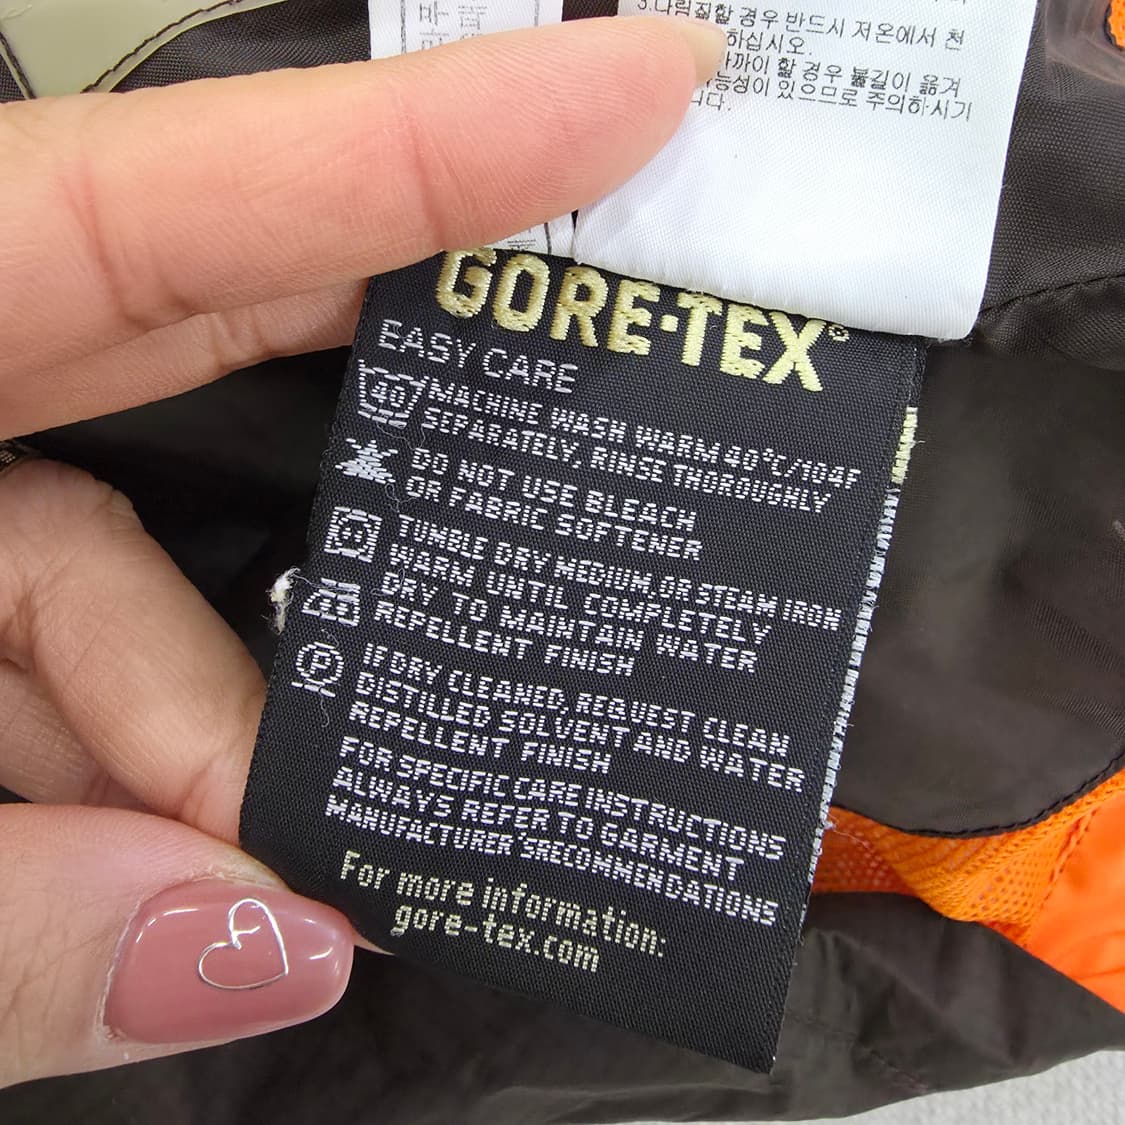 3.다림질할 경우 반드시 저온에서 천
하십시오.
가까이 할 경우 불길이 옮겨
가능성이 있으므로 주의하시기
니다.
GORE-TEX®
EASY CARE
40 MACHINE WASH WARM 40°C/104F
SEPARATELY, RINSE THOROUGHLY
DO NOT USE BLEACH
OR FABRIC SOFTENER
TUMBLE DRY MEDIUM, OR STEAM IRON
WARM UNTIL COMPLETELY
DRY TO MAINTAIN WATER
REPELLENT FINISH
P IF DRY CLEANED, REQUEST CLEAN
DISTILLED SOLVENT AND WATER
REPELLENT FINISH
FOR SPECIFIC CARE INSTRUCTIONS
ALWAYS REFER TO GARMENT
MANUFACTURER'S RECOMMENDATIONS
For more information:
gore-tex.com